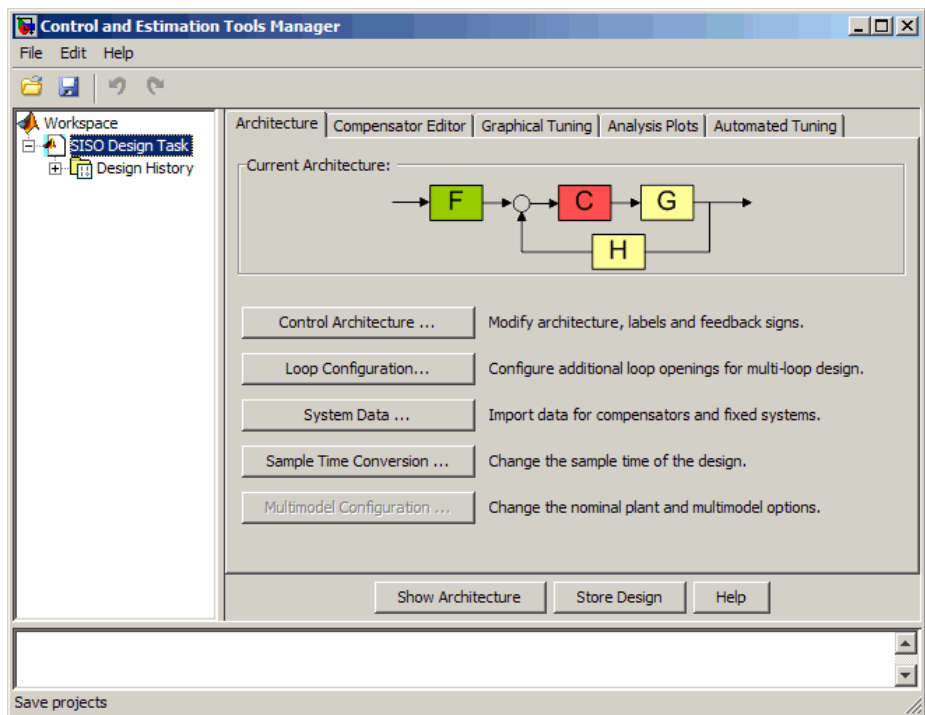 Control and Estimation Tools Manager
File Edit Help
Workspace
SISO Design Task
Design History
Architecture Compensator Editor Graphical Tuning Analysis Plots Automated Tuning
Current Architecture:
F C G
H
Control Architecture ... Modify architecture, labels and feedback signs.
Loop Configuration... Configure additional loop openings for multi-loop design.
System Data ... Import data for compensators and fixed systems.
Sample Time Conversion ... Change the sample time of the design.
Multimodel Configuration ... Change the nominal plant and multimodel options.
Show Architecture Store Design Help
Save projects